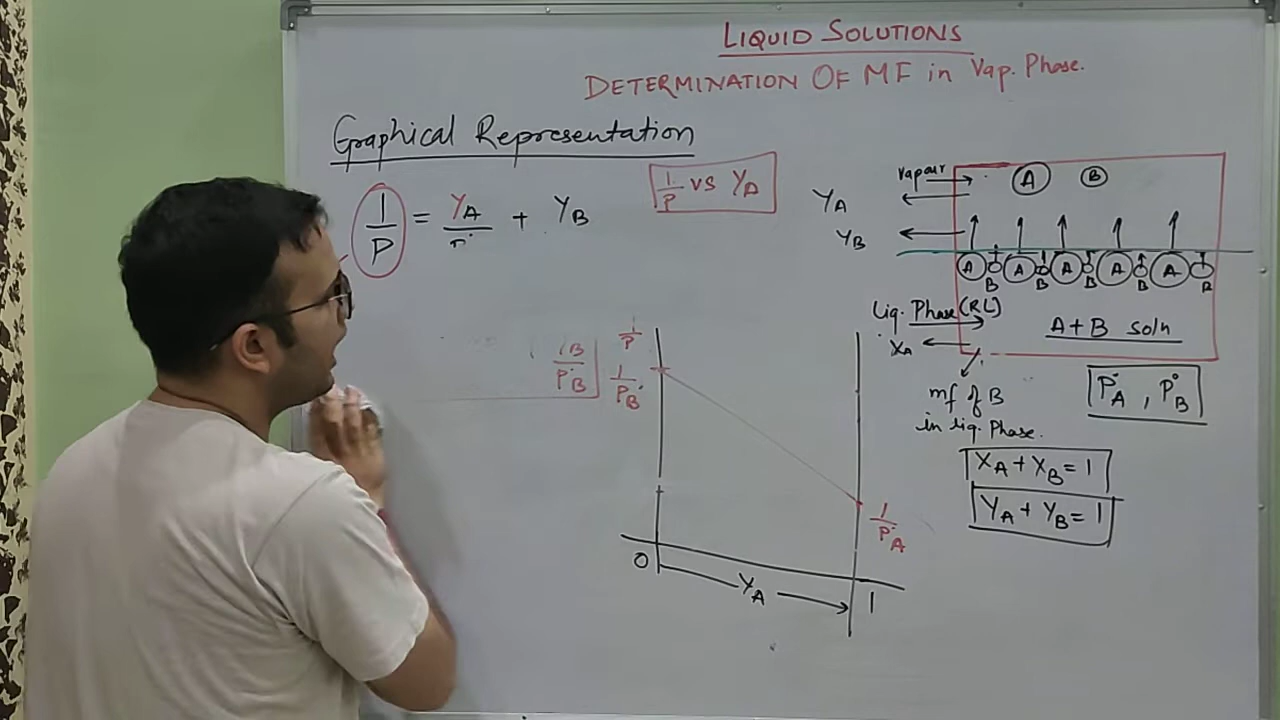 LIQUID SOLUTIONS
DETERMINATION OF MF in Vap. Phase.
Graphical Representation
1/P = YA/P° + YB
1/P vs YA
Vapour
A B
YA
YB
A A A A A
B B B B B
Liq. Phase (RL)
A+B soln
XA
mf of B
in liq. Phase.
P°A , P°B
XA + XB = 1
YA + YB = 1
1/P
1/P°B
P°B
1/P°A
0 YA 1